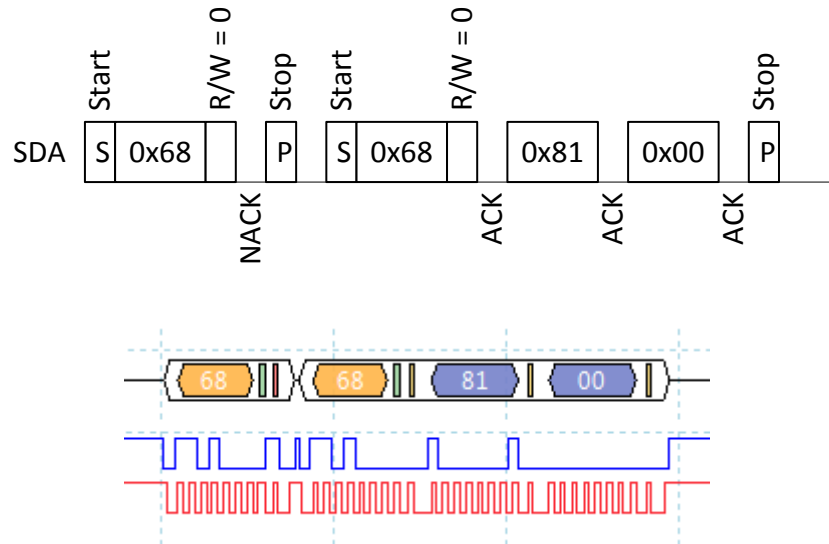 Start R/W = 0 Stop Start R/W = 0 Stop
SDA S 0x68 P S 0x68 0x81 0x00 P
NACK ACK ACK ACK
68 68 81 00